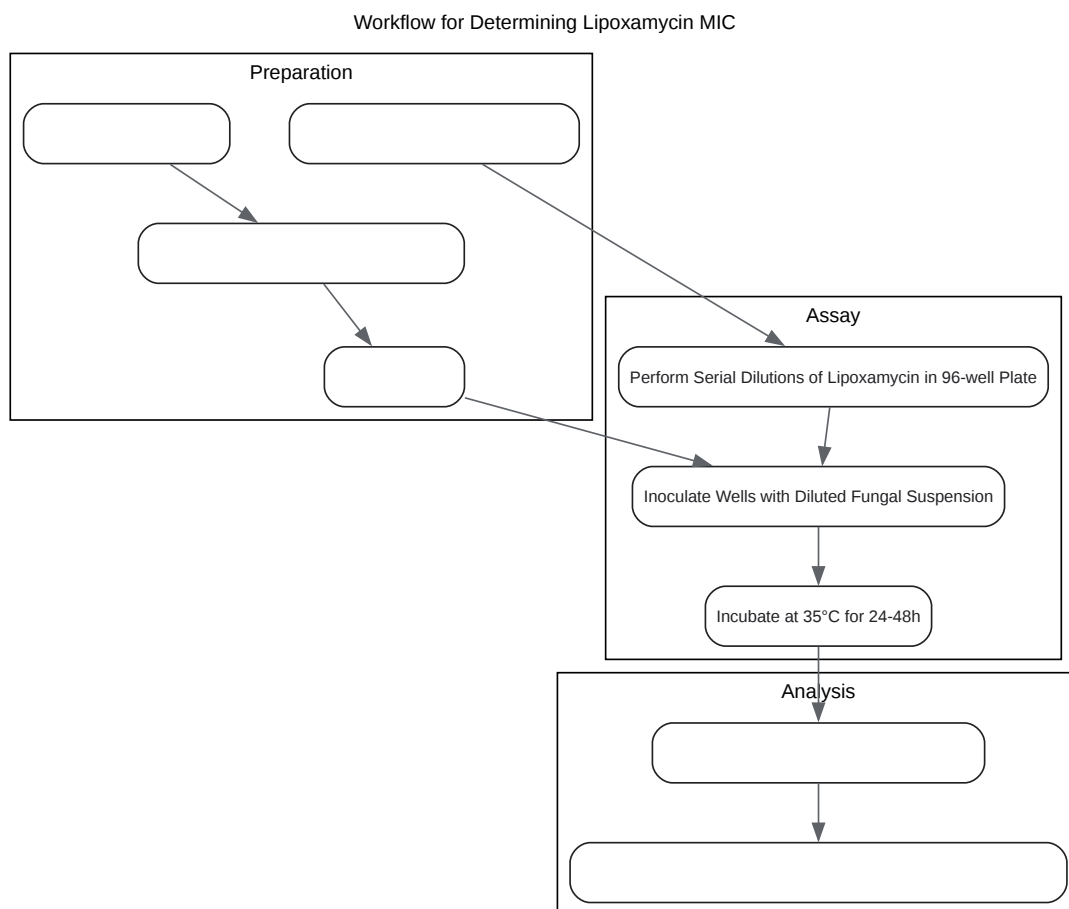 Workflow for Determining Lipoxamycin MIC
Preparation
Assay
Perform Serial Dilutions of Lipoxamycin in 96-well Plate
Inoculate Wells with Diluted Fungal Suspension
Incubate at 35°C for 24-48h
Analysis